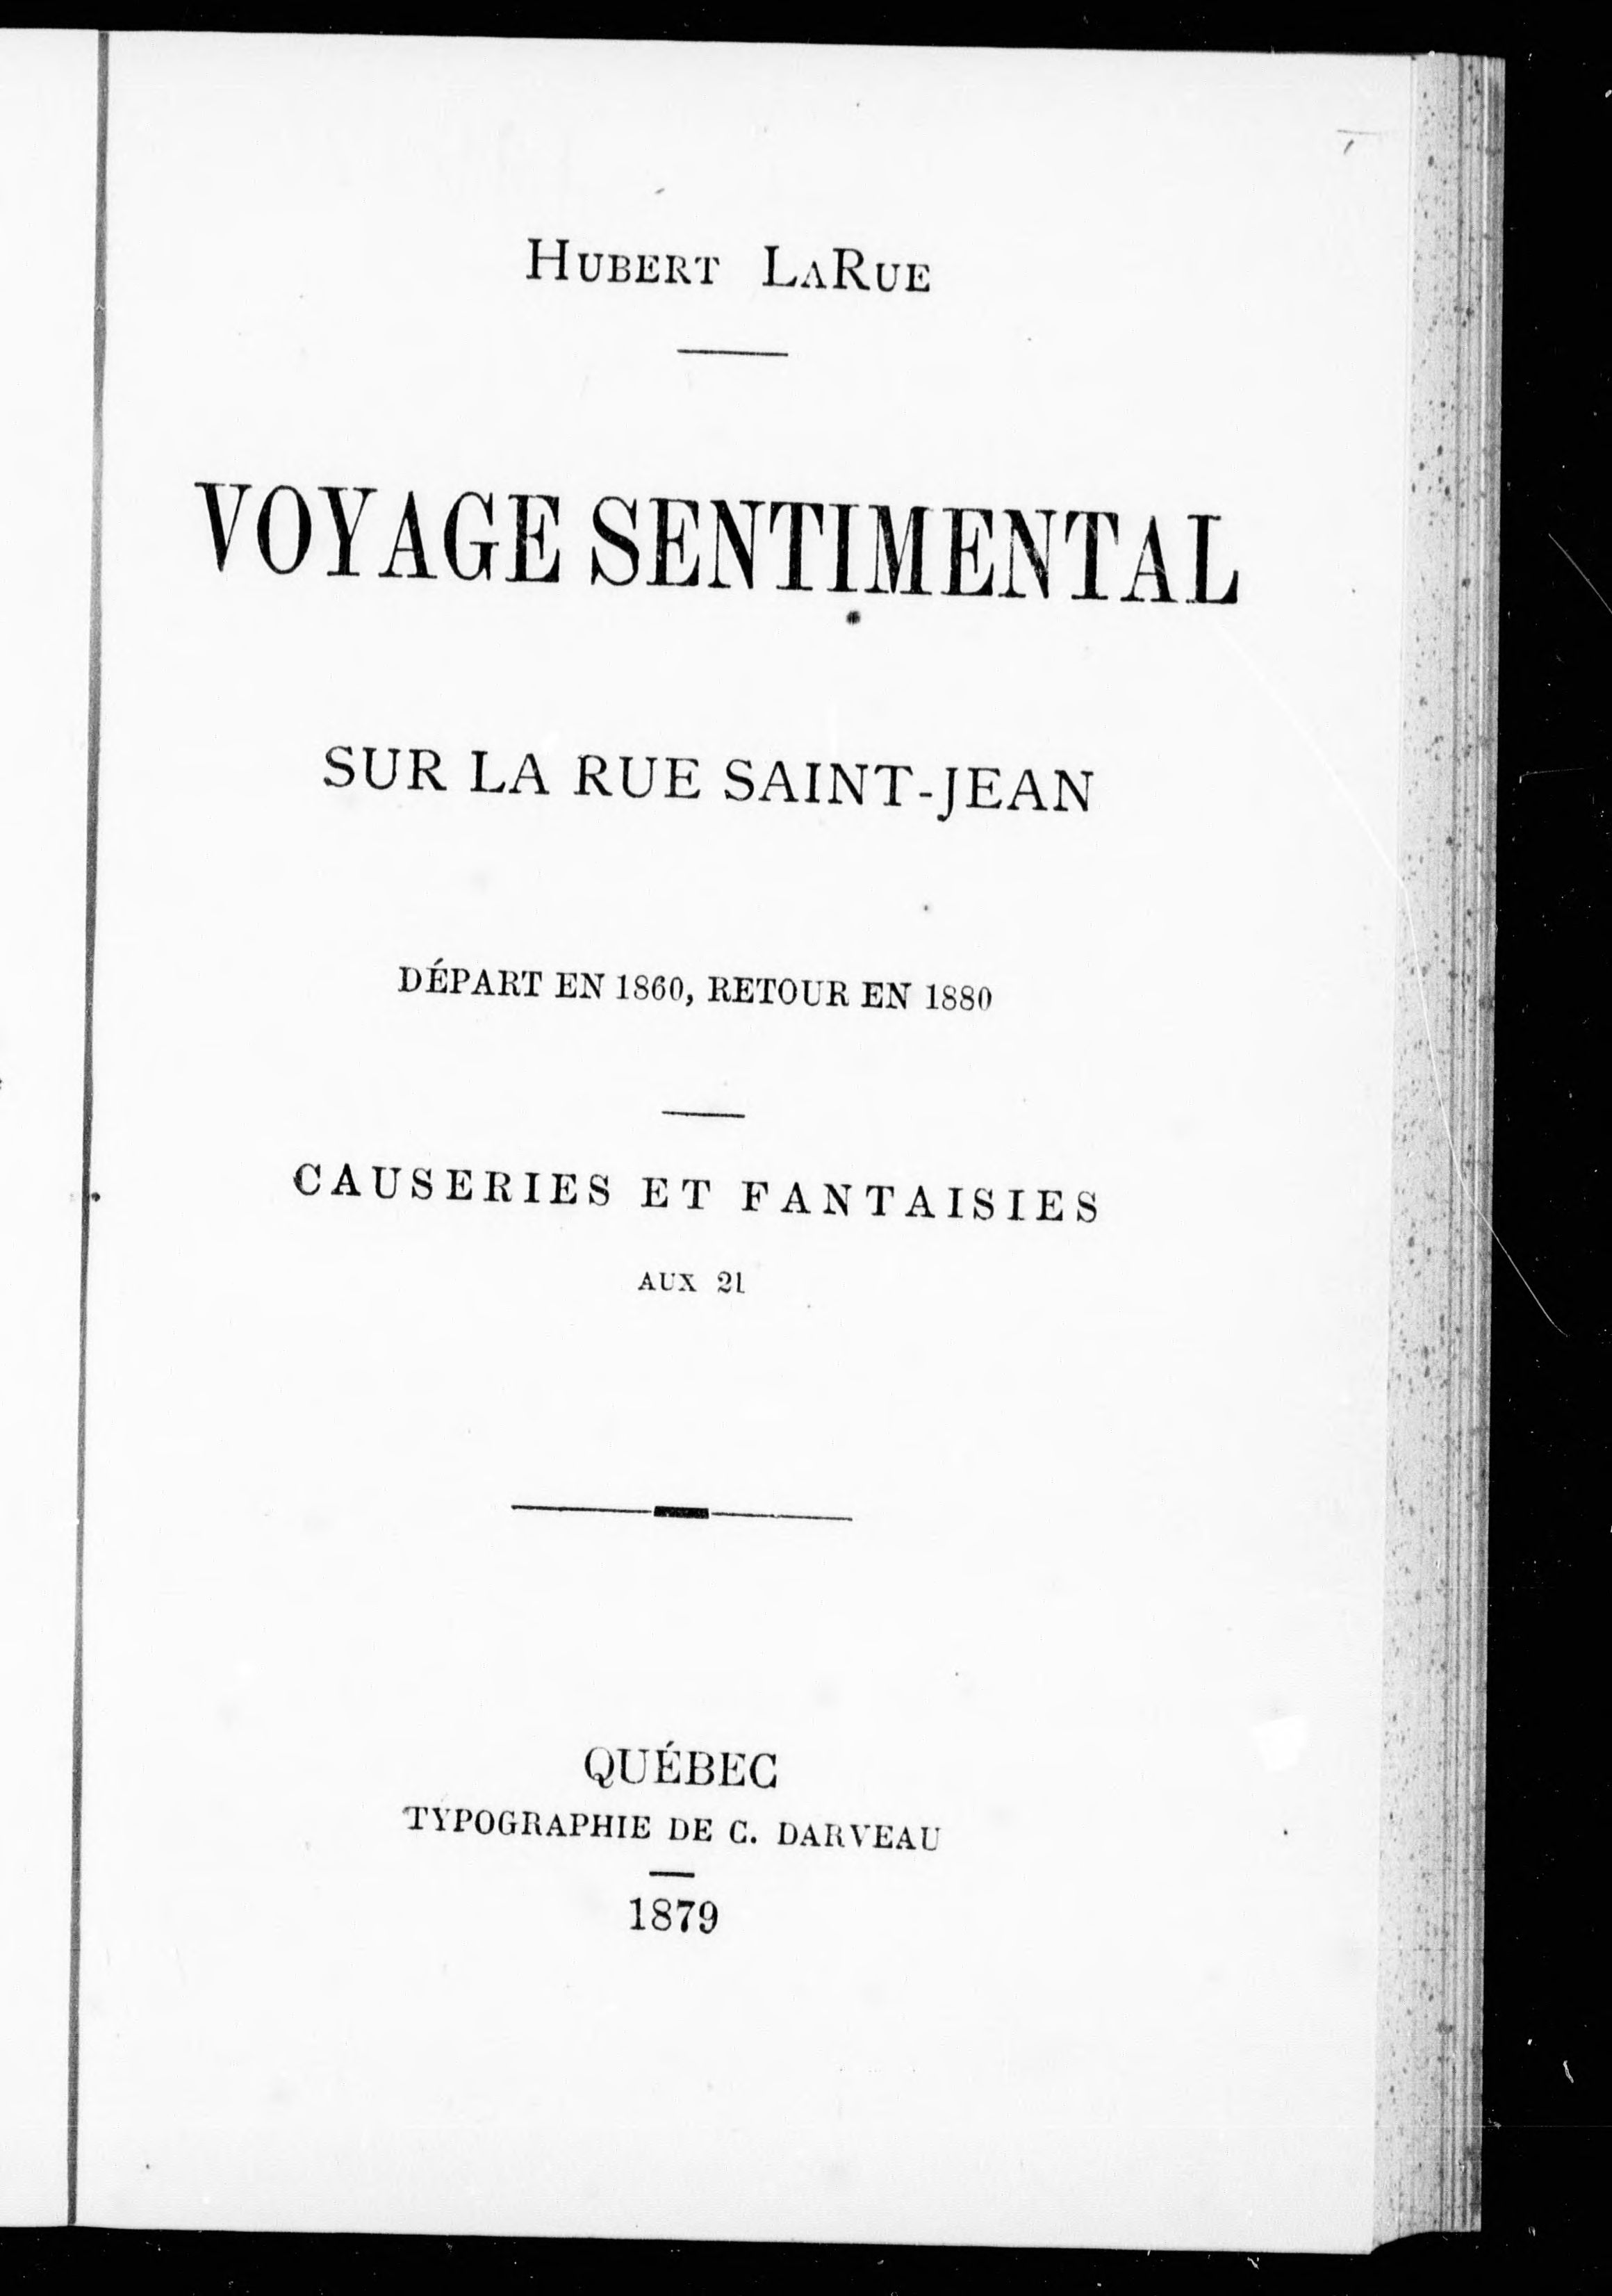 HUBERT LARUE
VOYAGE SENTIMENTAL
SUR LA RUE SAINT-JEAN
DÉPART EN 1860, RETOUR EN 1880
CAUSERIES ET FANTAISIES
AUX 21
QUÉBEC
TYPOGRAPHIE DE C. DARVEAU
1879